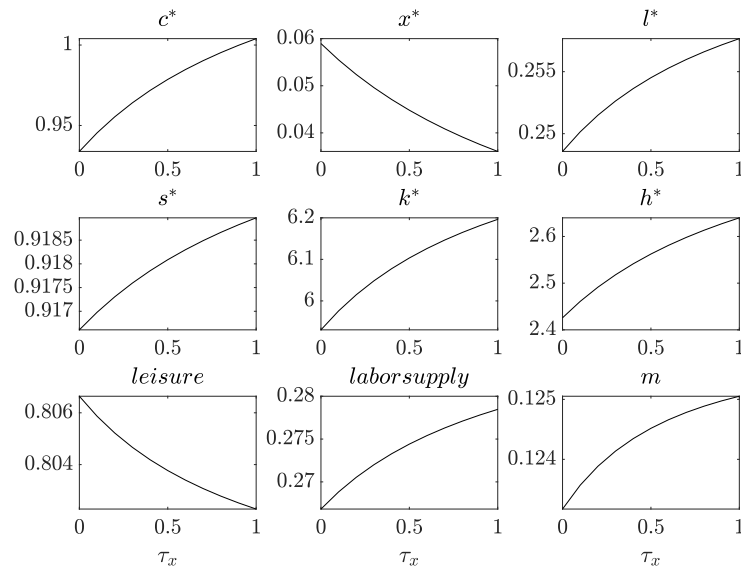 c* x* l*
1 0.95 0 0.5 1
0.06 0.05 0.04 0 0.5 1
0.255 0.25 0 0.5 1
s* k* h*
0.9185 0.918 0.9175 0.917 0 0.5 1
6.2 6.1 6 0 0.5 1
2.6 2.5 2.4 0 0.5 1
leisure laborsupply m
0.806 0.804 0 0.5 1
0.28 0.275 0.27 0 0.5 1
0.125 0.124 0 0.5 1
τx τx τx